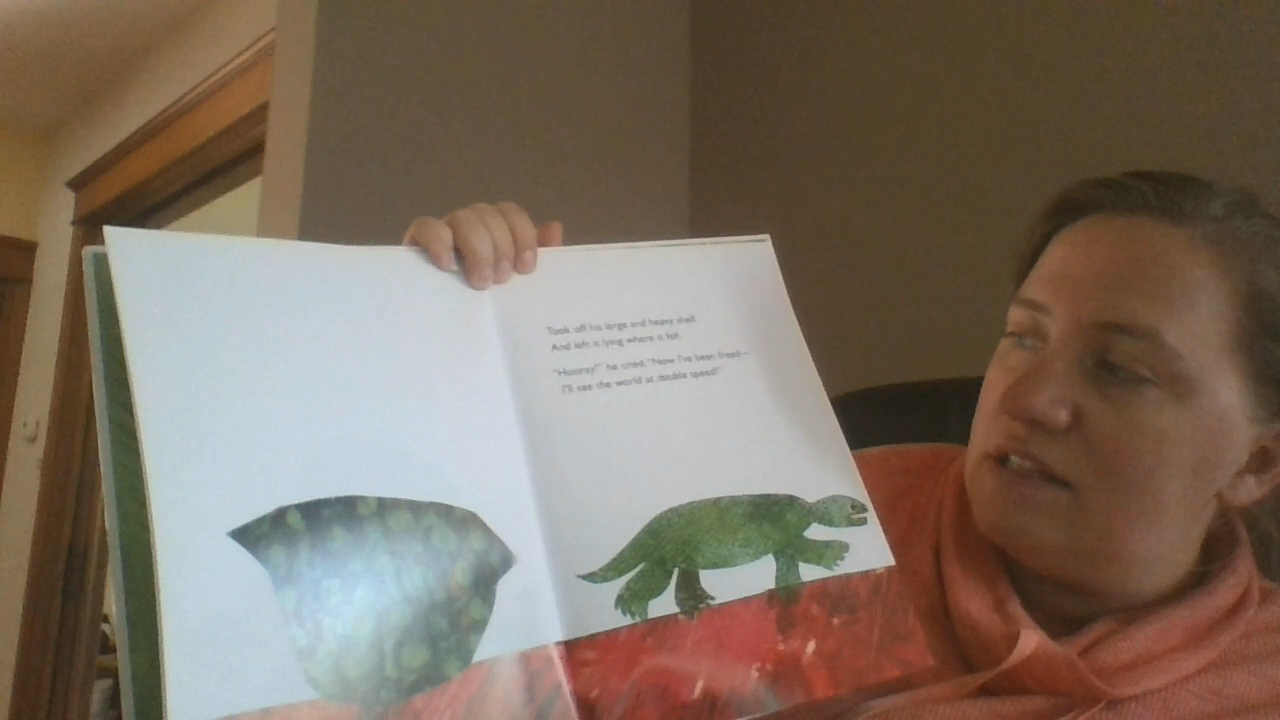 Took off his large and heavy shell
And left it lying where it fell.
"Hooray!" he cried. "Now I've been freed—
I'll see the world at double speed!"